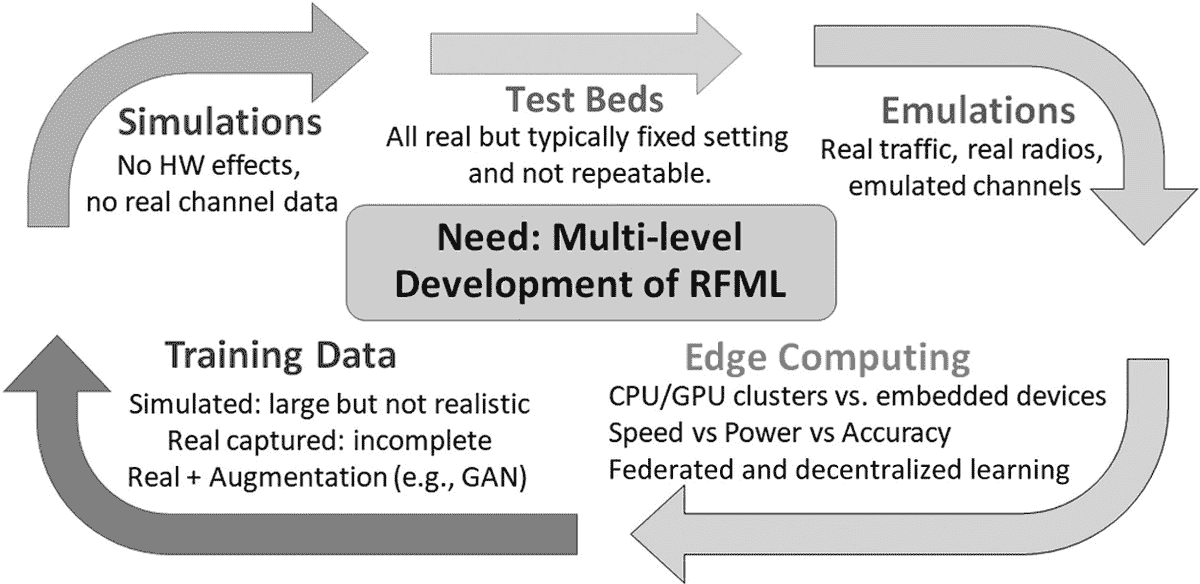 Simulations
No HW effects,
no real channel data
Test Beds
All real but typically fixed setting
and not repeatable.
Emulations
Real traffic, real radios,
emulated channels
Need: Multi-level
Development of RFML
Training Data
Simulated: large but not realistic
Real captured: incomplete
Real + Augmentation (e.g., GAN)
Edge Computing
CPU/GPU clusters vs. embedded devices
Speed vs Power vs Accuracy
Federated and decentralized learning